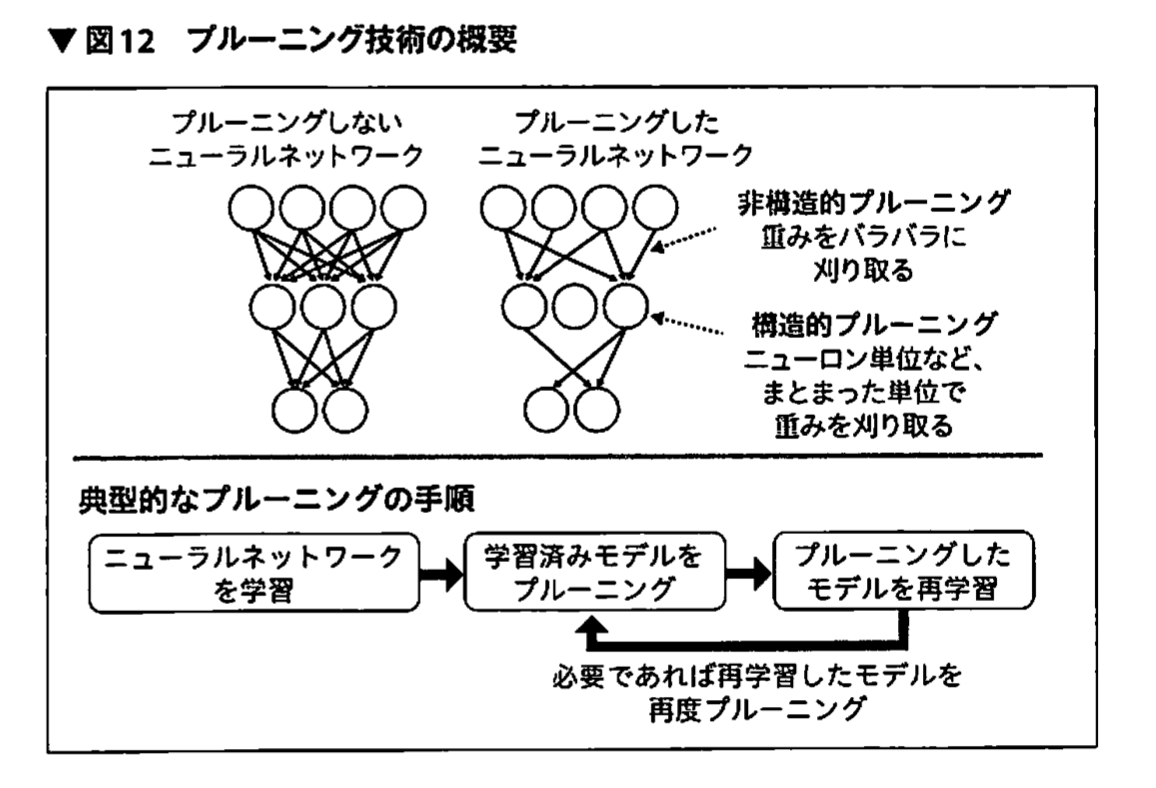 ▼図12　プルーニング技術の概要
プルーニングしない
ニューラルネットワーク
プルーニングした
ニューラルネットワーク
非構造的プルーニング
重みをバラバラに
刈り取る
構造的プルーニング
ニューロン単位など、
まとまった単位で
重みを刈り取る
典型的なプルーニングの手順
ニューラルネットワーク
を学習
学習済みモデルを
プルーニング
プルーニングした
モデルを再学習
必要であれば再学習したモデルを
再度プルーニング